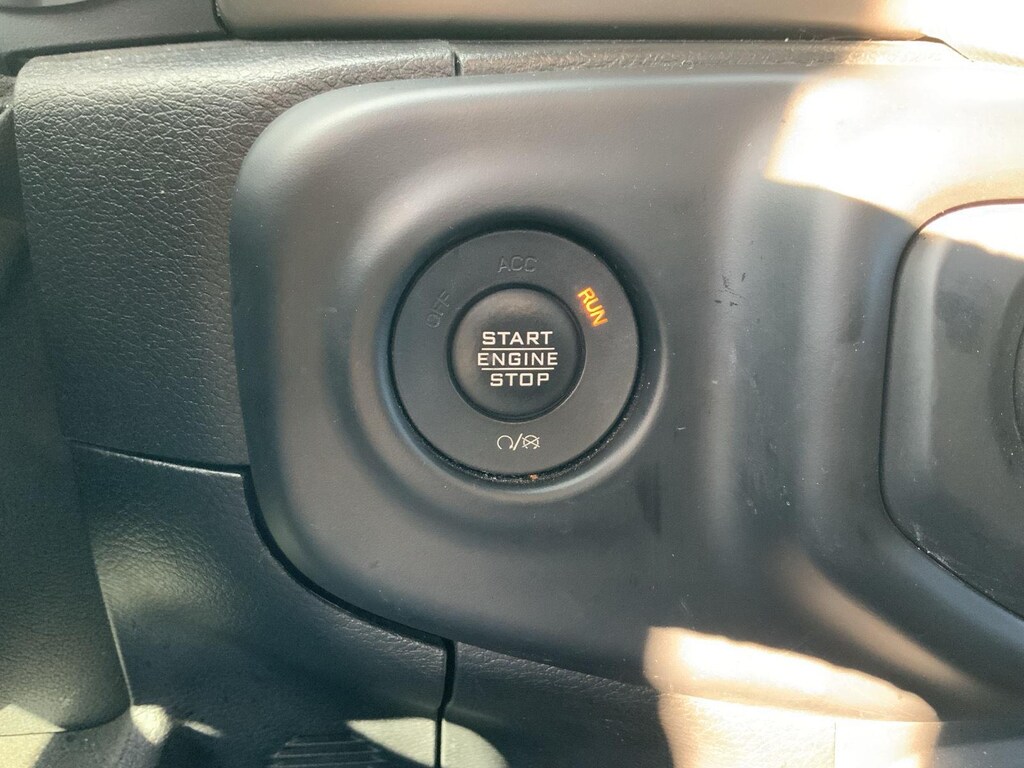 ACC
OFF
RUN
START
ENGINE
STOP